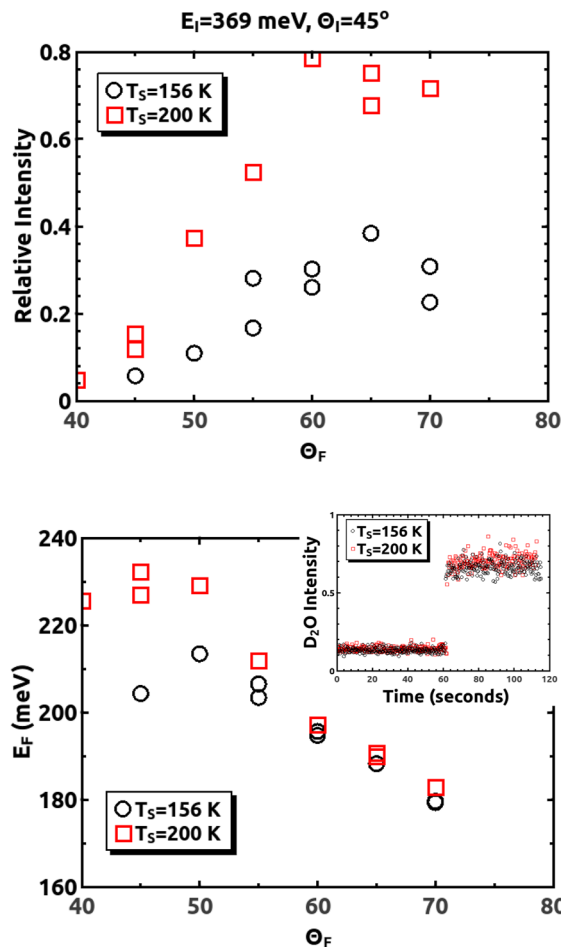 E_I=369 meV, Θ_I=45°
0.8
T_S=156 K
T_S=200 K
0.6
0.4
0.2
0
Relative Intensity
40 50 60 70 80
Θ_F
240
220
200
180
160
E_F (meV)
T_S=156 K
T_S=200 K
40 50 60 70 80
Θ_F
1
0.5
0
D₂O Intensity
T_S=156 K
T_S=200 K
0 20 40 60 80 100 120
Time (seconds)